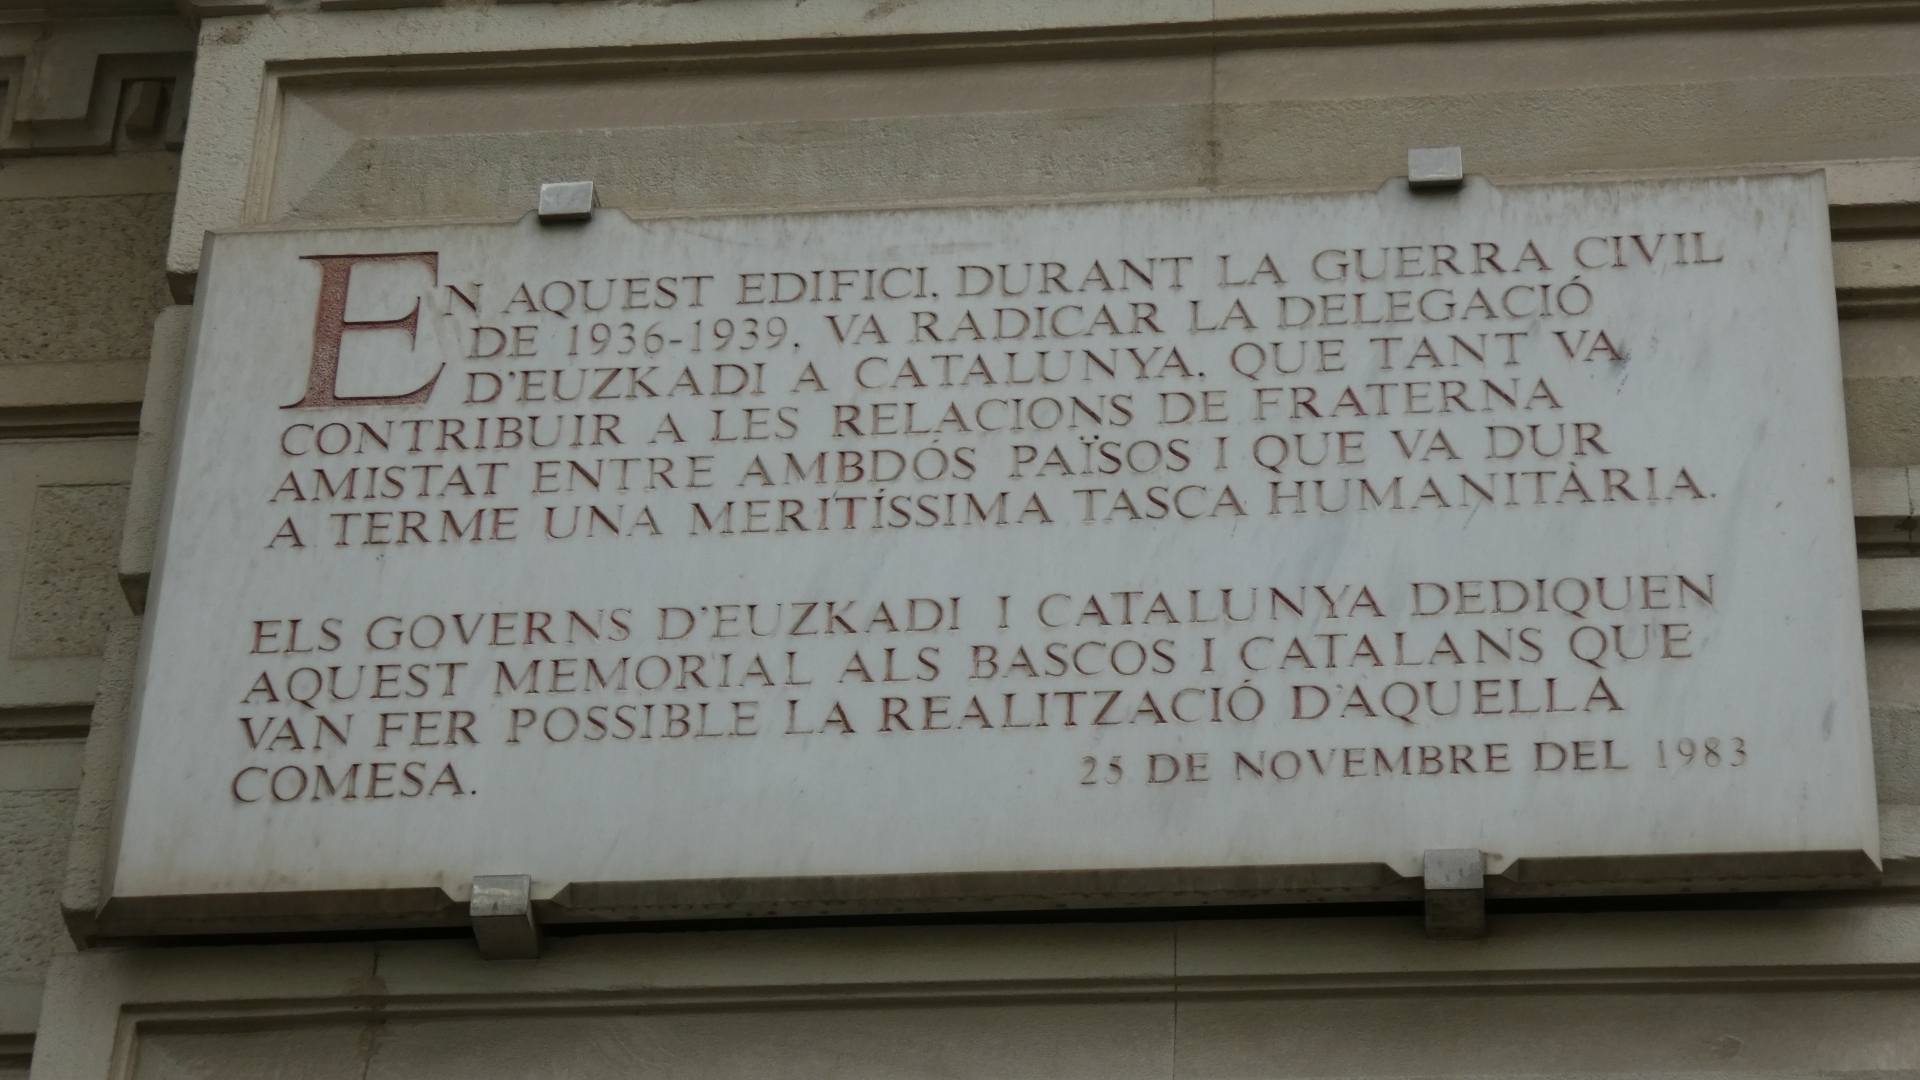 EN AQUEST EDIFICI, DURANT LA GUERRA CIVIL
DE 1936-1939, VA RADICAR LA DELEGACIÓ
D'EUZKADI A CATALUNYA, QUE TANT VA
CONTRIBUIR A LES RELACIONS DE FRATERNA
AMISTAT ENTRE AMBDÓS PAÏSOS I QUE VA DUR
A TERME UNA MERITÍSSIMA TASCA HUMANITÀRIA.
ELS GOVERNS D'EUZKADI I CATALUNYA DEDIQUEN
AQUEST MEMORIAL ALS BASCOS I CATALANS QUE
VAN FER POSSIBLE LA REALITZACIÓ D'AQUELLA
COMESA.
25 DE NOVEMBRE DEL 1983